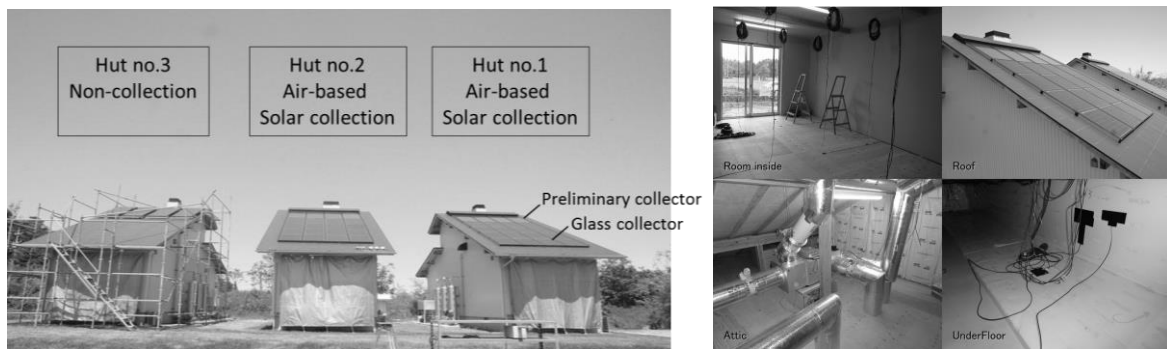 Hut no.3
Non-collection
Hut no.2
Air-based
Solar collection
Hut no.1
Air-based
Solar collection
Preliminary collector
Glass collector
Room inside
Roof
Attic
UnderFloor